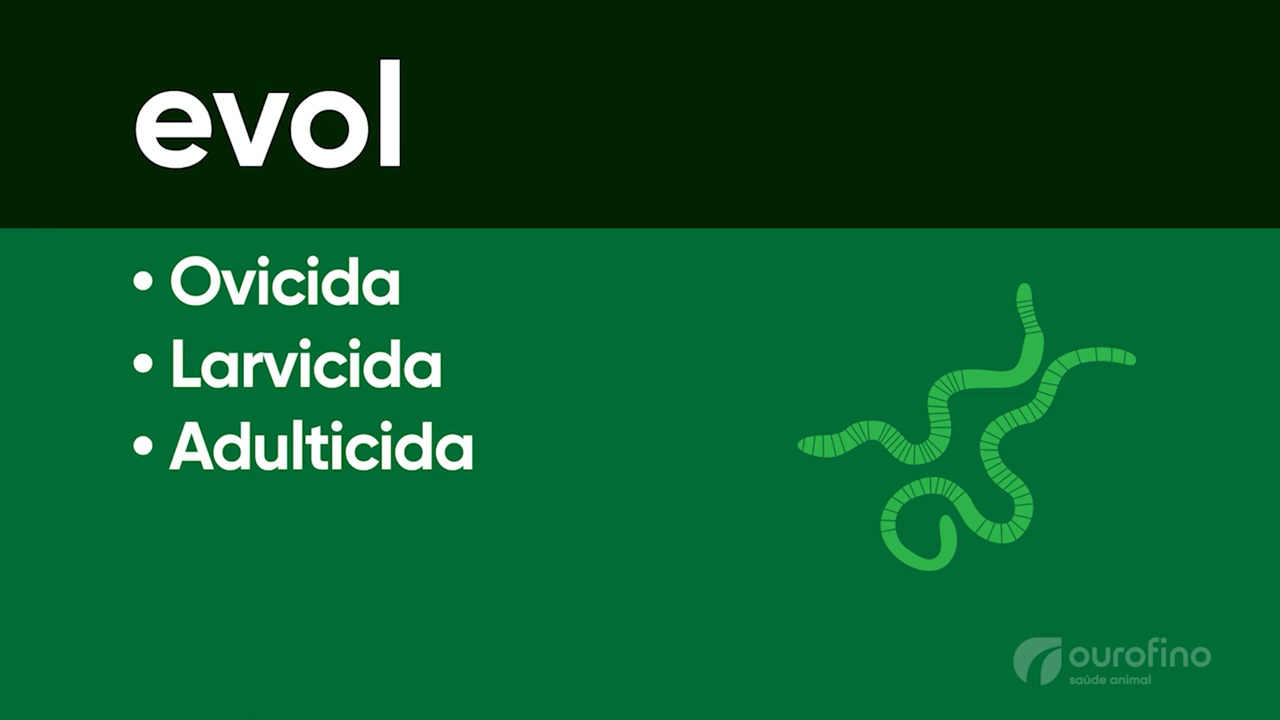 evol
• Ovicida
• Larvicida
• Adulticida
ourofino
saúde animal